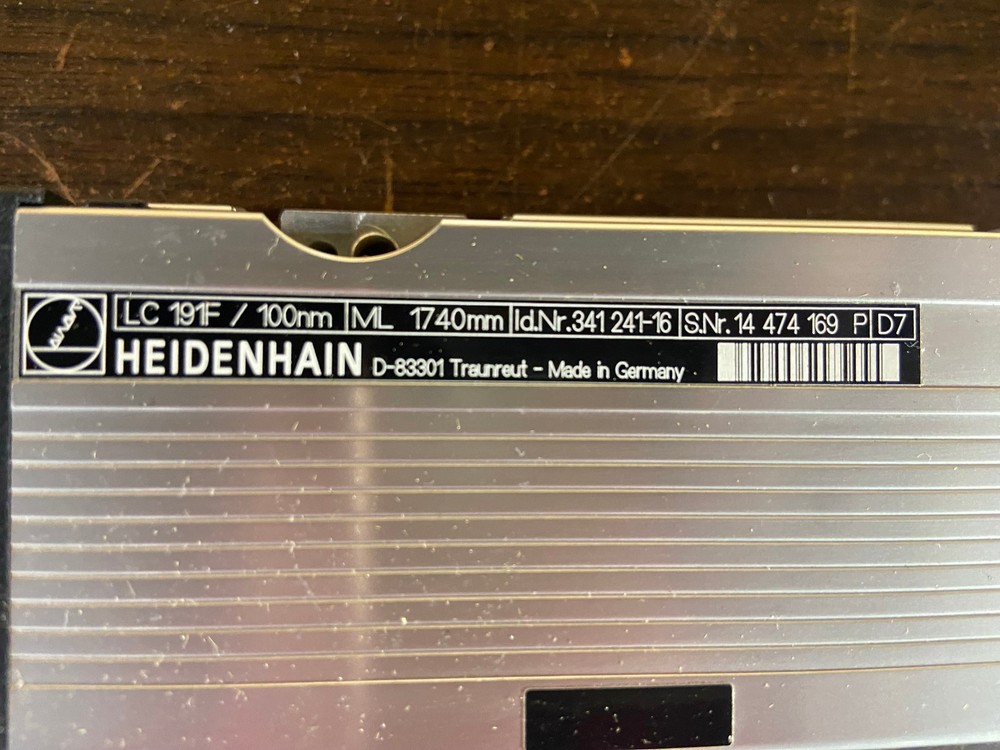 LC 191F / 100nm ML 1740mm Id.Nr.341 241-16 S.Nr. 14 474 169 P D7
HEIDENHAIN D-83301 Traunreut - Made in Germany